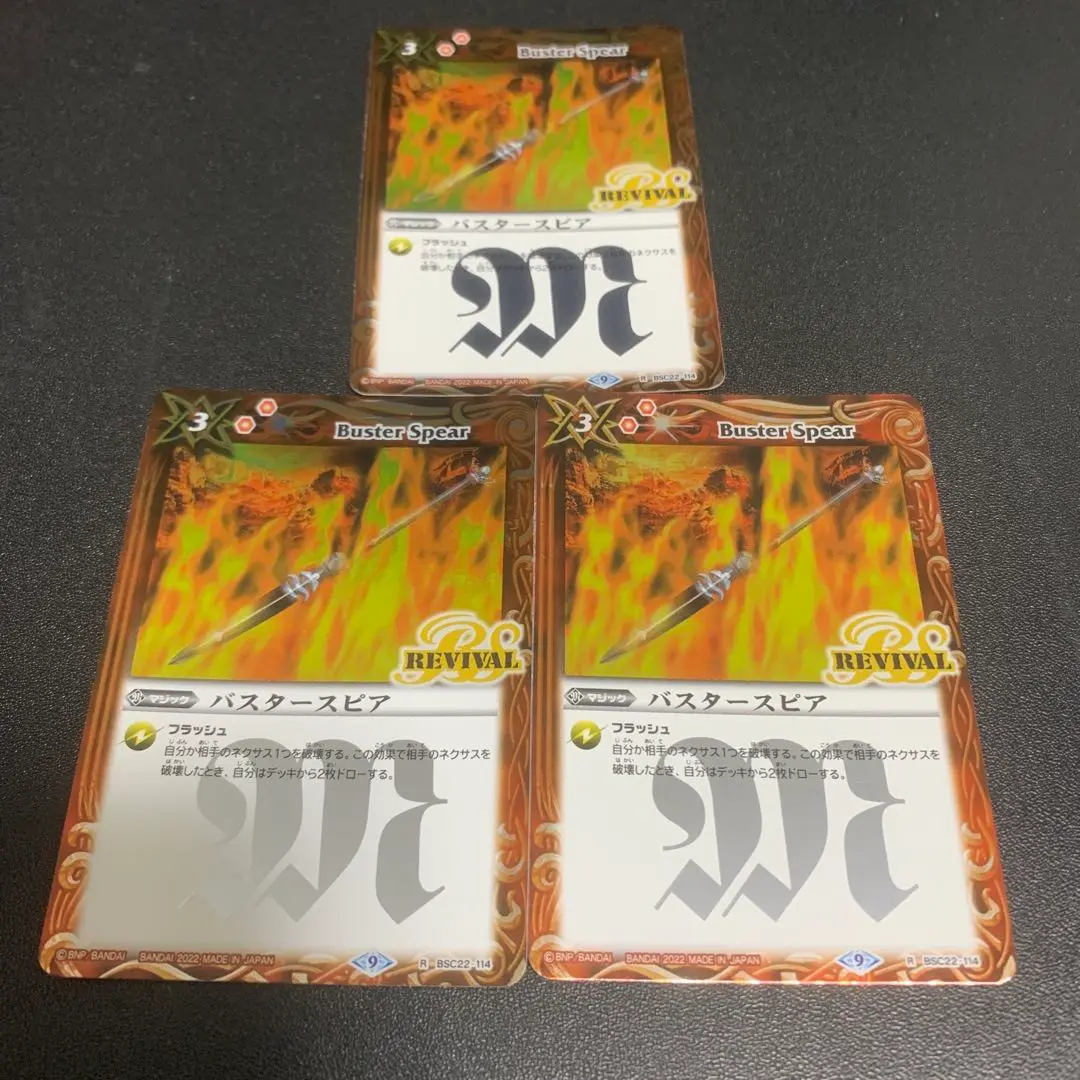 3
Buster Spear
REVIVAL
バスタースピア
フラッシュ
©BNP/BANDAI BANDAI 2022 MADE IN JAPAN
9
R BSC22-114
3
Buster Spear
REVIVAL
マジック バスタースピア
フラッシュ
自分か相手のネクサス1つを破壊する。この効果で相手のネクサスを
破壊したとき、自分はデッキから2枚ドローする。
M
©BNP/BANDAI BANDAI 2022 MADE IN JAPAN
9
R BSC22-114
3
Buster Spear
REVIVAL
マジック バスタースピア
フラッシュ
自分か相手のネクサス1つを破壊する。この効果で相手のネクサスを
破壊したとき、自分はデッキから2枚ドローする。
M
©BNP/BANDAI BANDAI 2022 MADE IN JAPAN
9
R BSC22-114